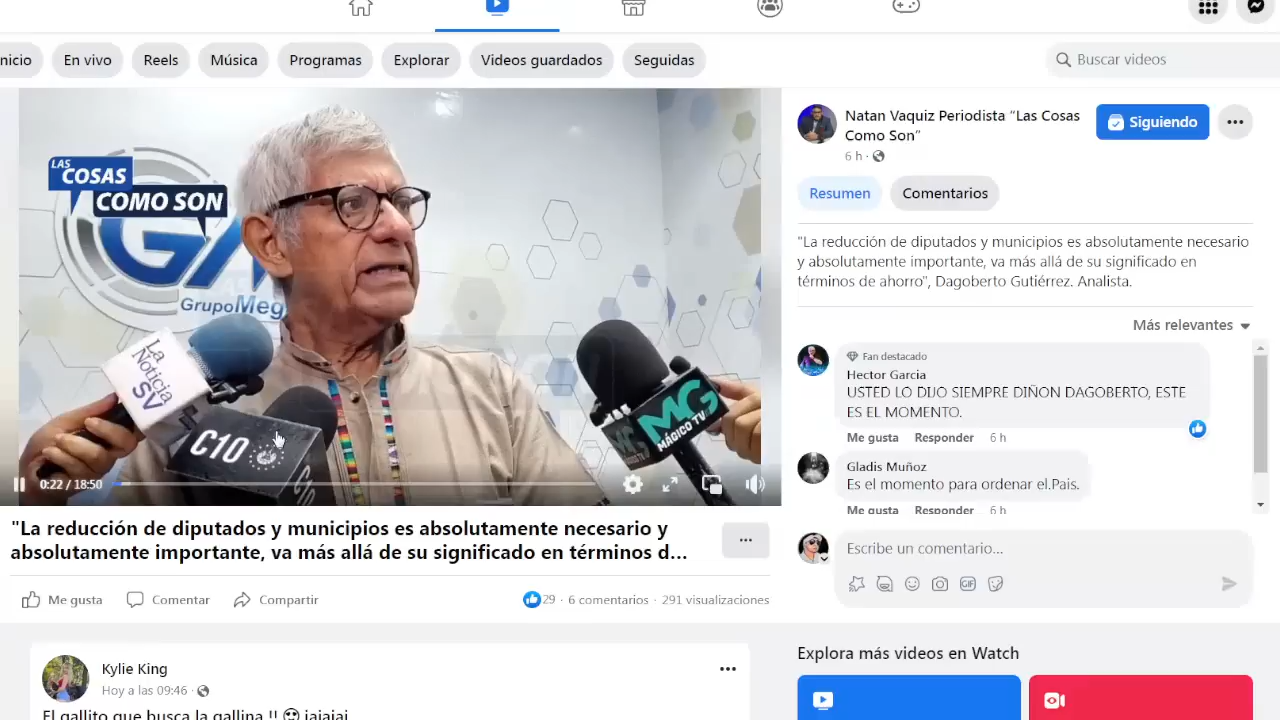 nicio
En vivo
Reels
Música
Programas
Explorar
Videos guardados
Seguidas
Buscar videos
LAS
COSAS
COMO SON
GrupoMeg
La
Noticia
SV
C10
MG
MÁGICO TV
MÁGICO TV
0:22 / 18:50
"La reducción de diputados y municipios es absolutamente necesario y
absolutamente importante, va más allá de su significado en términos d...
Me gusta
Comentar
Compartir
29 · 6 comentarios · 291 visualizaciones
Natan Vaquiz Periodista "Las Cosas
Como Son"
Siguiendo
6 h ·
Resumen
Comentarios
"La reducción de diputados y municipios es absolutamente necesario
y absolutamente importante, va más allá de su significado en
términos de ahorro", Dagoberto Gutiérrez. Analista.
Más relevantes
Fan destacado
Hector Garcia
USTED LO DIJO SIEMPRE DIÑON DAGOBERTO, ESTE
ES EL MOMENTO.
Me gusta Responder 6 h
Gladis Muñoz
Es el momento para ordenar el.Pais.
Me gusta Responder 6 h
Escribe un comentario...
GIF
Kylie King
Hoy a las 09:46 ·
El gallito que busca la gallina !! jajajaj
Explora más videos en Watch